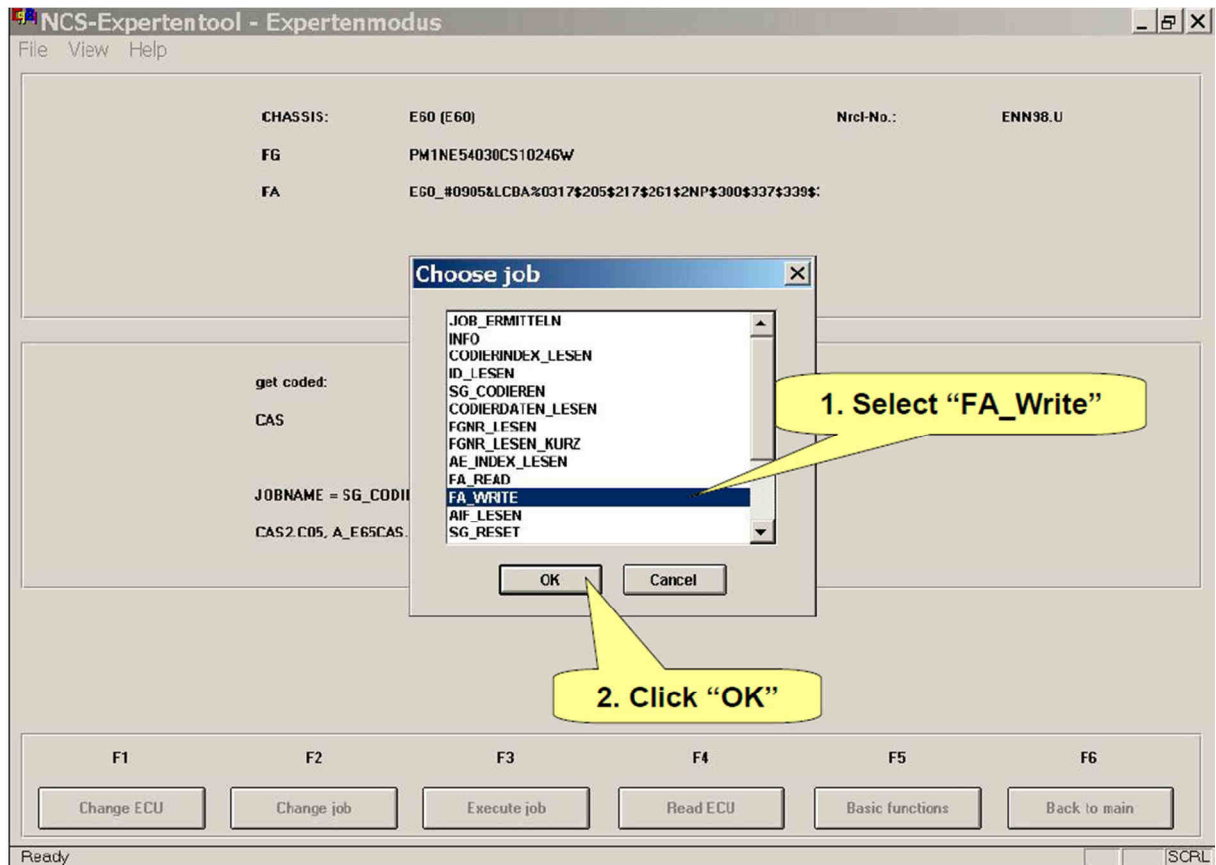 NCS-Expertentool - Expertenmodus
File View Help
CHASSIS: E60 (E60) Nrcl-No.: ENN98.U
FG PM1NE54030CS10246W
FA E60_#0905&LCBA%0317$205$217$261$2NP$300$337$339$:
Choose job
JOB_ERMITTELN
INFO
CODIERINDEX_LESEN
ID_LESEN
SG_CODIEREN
CODIERDATEN_LESEN
FGNR_LESEN
FGNR_LESEN_KURZ
AE_INDEX_LESEN
FA_READ
FA_WRITE
AIF_LESEN
SG_RESET
OK Cancel
get coded:
CAS
JOBNAME = SG_CODI
CAS2.C05, A_E65CAS.
1. Select “FA_Write”
2. Click “OK”
F1 F2 F3 F4 F5 F6
Change ECU Change job Execute job Read ECU Basic functions Back to main
Ready SCRL